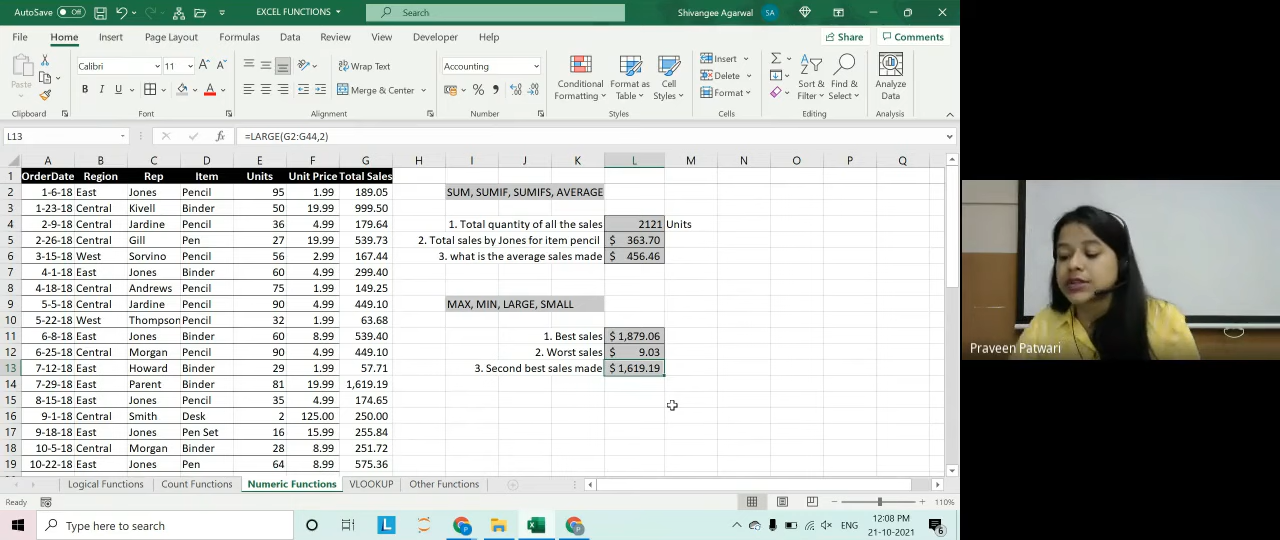 AutoSave Off EXCEL FUNCTIONS Search Shivangee Agarwal SA
File Home Insert Page Layout Formulas Data Review View Developer Help Share Comments
Paste Calibri 11 Wrap Text Accounting Conditional Formatting Format as Table Cell Styles Insert Sort & Filter Find & Select Analyze Data
B I U Merge & Center $ % Delete Format
Clipboard Font Alignment Number Styles Cells Editing Analysis
L13 fx =LARGE(G2:G44,2)
A B C D E F G H I J K L M N O P Q
1 OrderDate Region Rep Item Units Unit Price Total Sales
2 1-6-18 East Jones Pencil 95 1.99 189.05 SUM, SUMIF, SUMIFS, AVERAGE
3 1-23-18 Central Kivell Binder 50 19.99 999.50
4 2-9-18 Central Jardine Pencil 36 4.99 179.64 1. Total quantity of all the sales 2121 Units
5 2-26-18 Central Gill Pen 27 19.99 539.73 2. Total sales by Jones for item pencil $ 363.70
6 3-15-18 West Sorvino Pencil 56 2.99 167.44 3. what is the average sales made $ 456.46
7 4-1-18 East Jones Binder 60 4.99 299.40
8 4-18-18 Central Andrews Pencil 75 1.99 149.25
9 5-5-18 Central Jardine Pencil 90 4.99 449.10 MAX, MIN, LARGE, SMALL
10 5-22-18 West Thompson Pencil 32 1.99 63.68
11 6-8-18 East Jones Binder 60 8.99 539.40 1. Best sales $ 1,879.06
12 6-25-18 Central Morgan Pencil 90 4.99 449.10 2. Worst sales $ 9.03
13 7-12-18 East Howard Binder 29 1.99 57.71 3. Second best sales made $ 1,619.19
14 7-29-18 East Parent Binder 81 19.99 1,619.19
15 8-15-18 East Jones Pencil 35 4.99 174.65
16 9-1-18 Central Smith Desk 2 125.00 250.00
17 9-18-18 East Jones Pen Set 16 15.99 255.84
18 10-5-18 Central Morgan Binder 28 8.99 251.72
19 10-22-18 East Jones Pen 64 8.99 575.36
Logical Functions Count Functions Numeric Functions VLOOKUP Other Functions
Ready 110%
Type here to search L ENG 12:08 PM 6
21-10-2021
Praveen Patwari